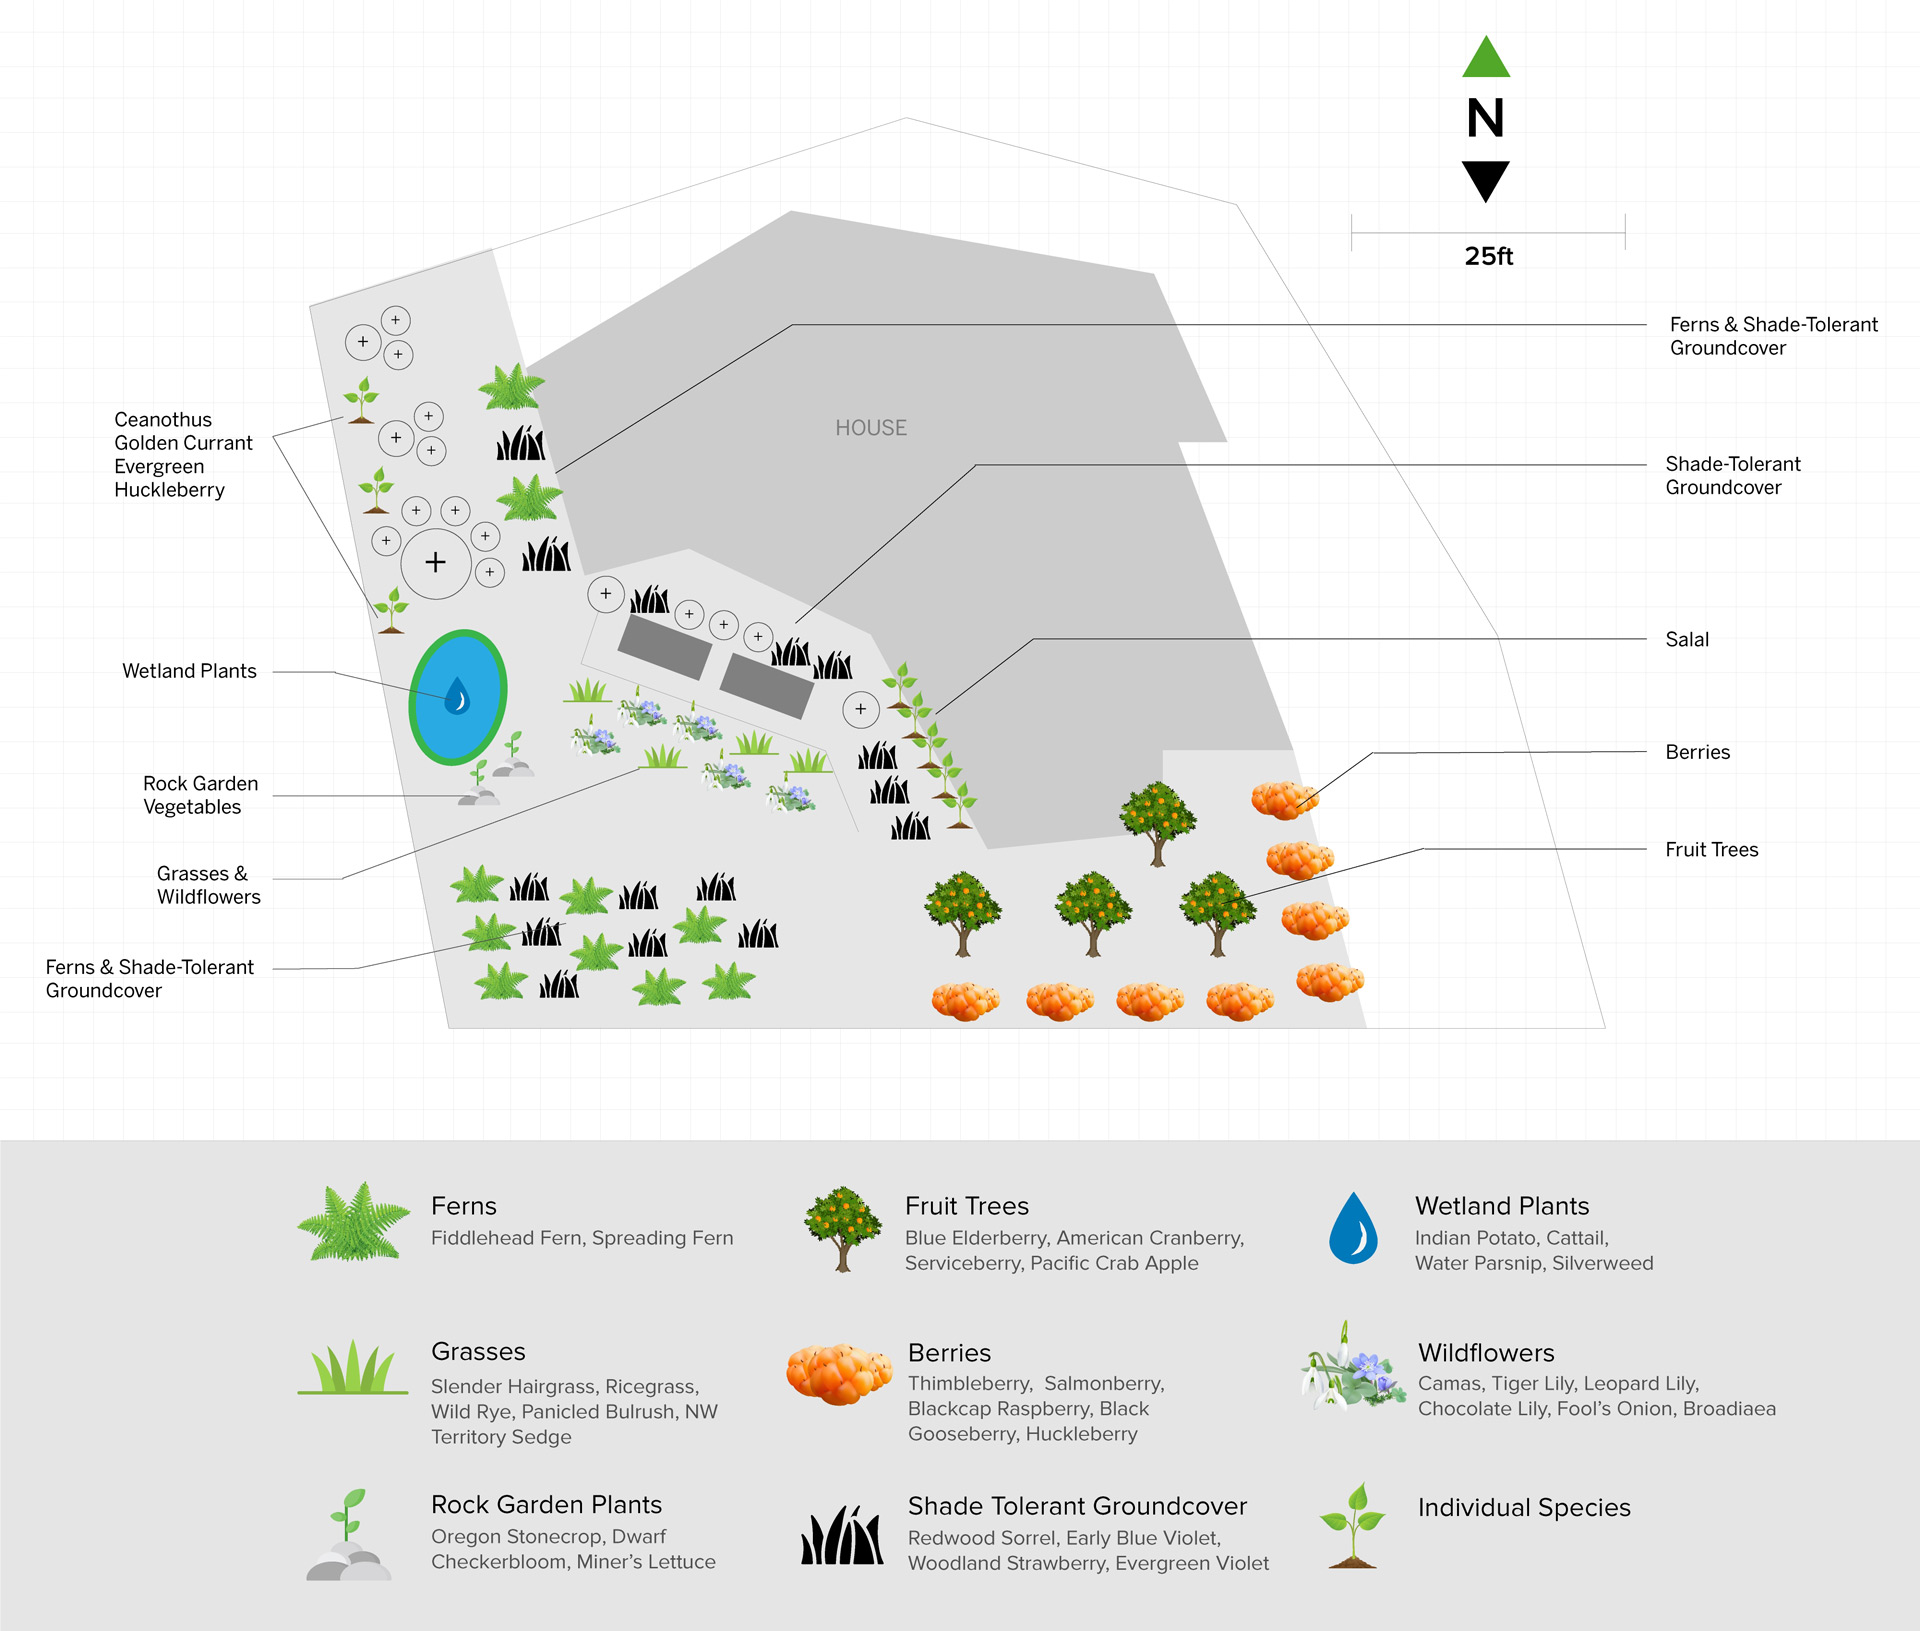 N
25ft
Ferns & Shade-Tolerant
Groundcover
HOUSE
Ceanothus
Golden Currant
Evergreen
Huckleberry
Shade-Tolerant
Groundcover
Salal
Wetland Plants
Berries
Rock Garden
Vegetables
Fruit Trees
Grasses &
Wildflowers
Ferns & Shade-Tolerant
Groundcover
Ferns
Fiddlehead Fern, Spreading Fern
Fruit Trees
Blue Elderberry, American Cranberry,
Serviceberry, Pacific Crab Apple
Wetland Plants
Indian Potato, Cattail,
Water Parsnip, Silverweed
Grasses
Slender Hairgrass, Ricegrass,
Wild Rye, Panicled Bulrush, NW
Territory Sedge
Berries
Thimbleberry, Salmonberry,
Blackcap Raspberry, Black
Gooseberry, Huckleberry
Wildflowers
Camas, Tiger Lily, Leopard Lily,
Chocolate Lily, Fool's Onion, Broadiaea
Rock Garden Plants
Oregon Stonecrop, Dwarf
Checkerbloom, Miner's Lettuce
Shade Tolerant Groundcover
Redwood Sorrel, Early Blue Violet,
Woodland Strawberry, Evergreen Violet
Individual Species